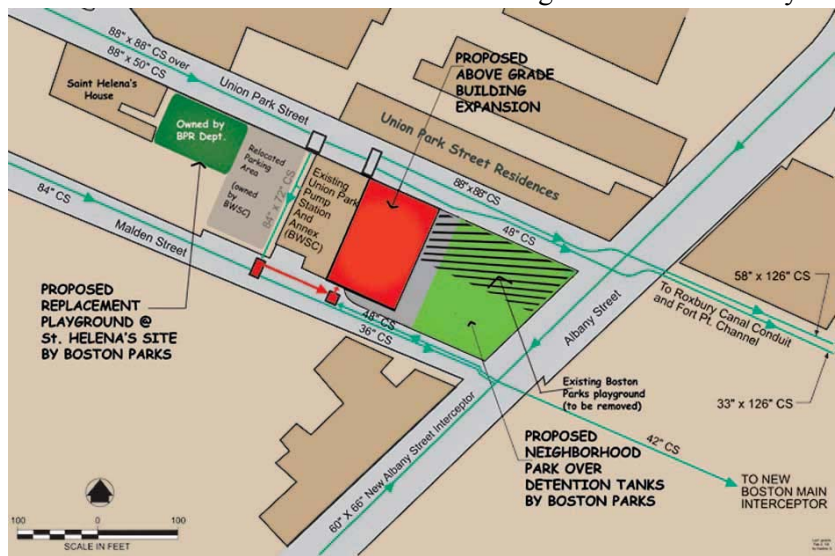 88" x 88" CS over
88" x 50" CS
Union Park Street
Saint Helena's
House
Owned by
BPR Dept.
Relocated
Parking
Area
(owned
by
BWSC)
84" x 72" CS
Existing
Union Park
Pump
Station
And
Annex
(BWSC)
PROPOSED
ABOVE GRADE
BUILDING
EXPANSION
Union Park Street Residences
88"x88" CS
48" CS
84" CS
Malden Street
PROPOSED
REPLACEMENT
PLAYGROUND @
St. HELENA'S SITE
BY BOSTON PARKS
48" CS
36" CS
Albany Street
58" x 126" CS
To Roxbury Canal Conduit
and Fort Pt. Channel
33" x 126" CS
Existing Boston
Parks playground
(to be removed)
PROPOSED
NEIGHBORHOOD
PARK OVER
DETENTION TANKS
BY BOSTON PARKS
42" CS
TO NEW
BOSTON MAIN
INTERCEPTOR
60" X 66" New Albany Street Interceptor
100 0 100
SCALE IN FEET